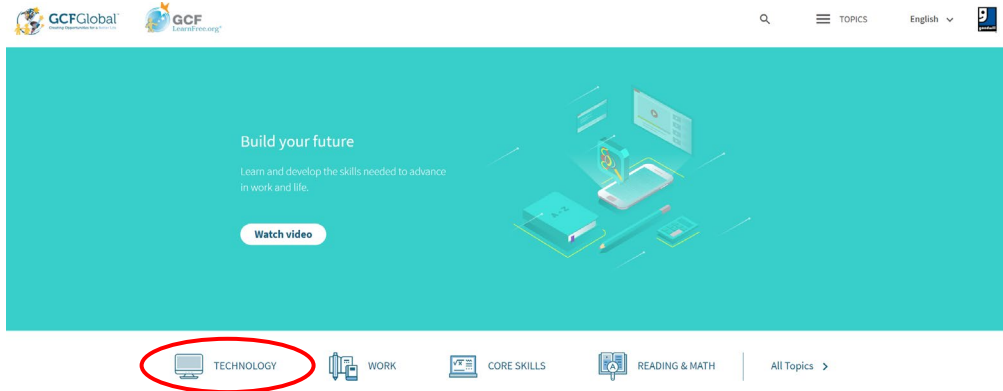 GCFGlobal
Creating Opportunities for a Better Life
GCF
LearnFree.org®
TOPICS
English
goodwill
Build your future
Learn and develop the skills needed to advance
in work and life.
Watch video
A-Z
TECHNOLOGY
WORK
CORE SKILLS
READING & MATH
All Topics